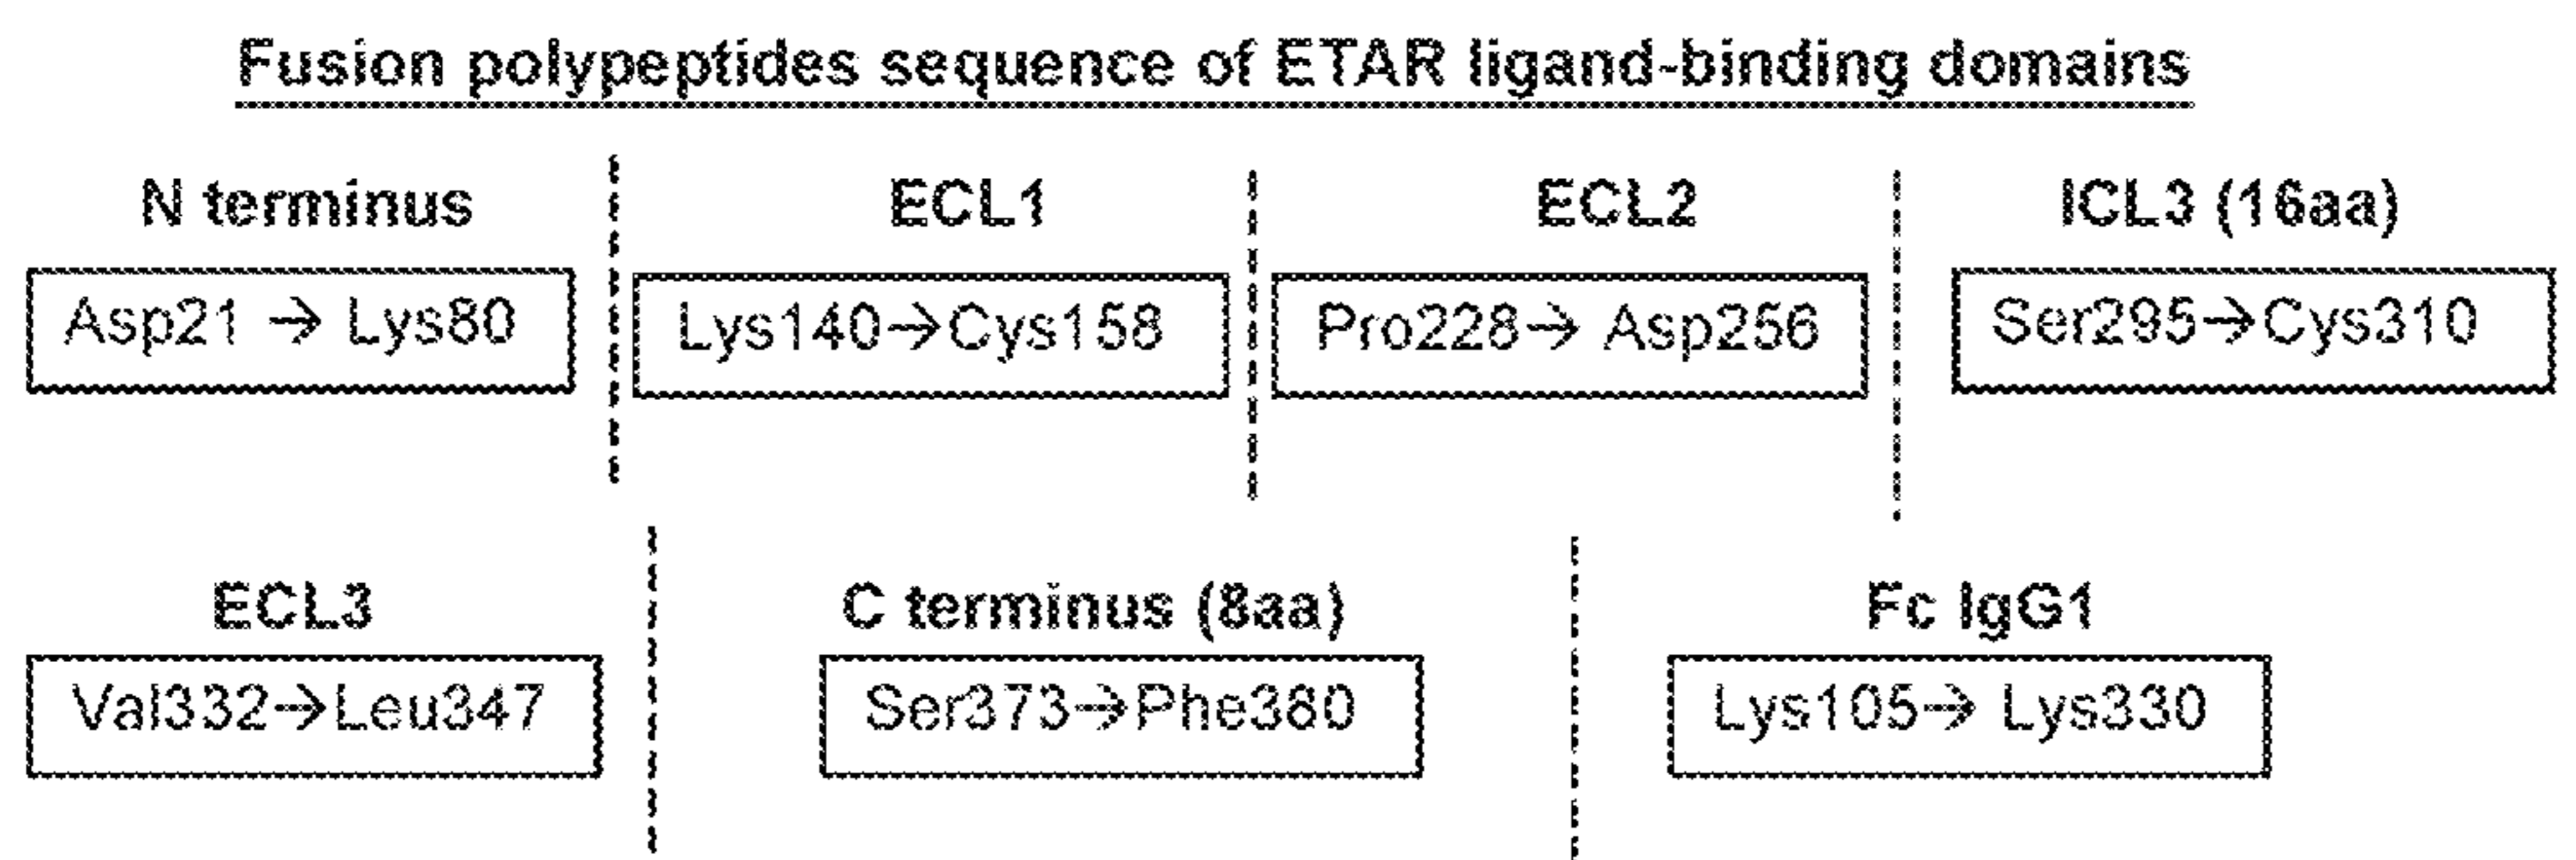 Fusion polypeptides sequence of ETAR ligand-binding domains
N terminus
ECL1
ECL2
ICL3 (16aa)
Asp21 → Lys80
Lys140→Cys158
Pro228→ Asp256
Ser295→Cys310
ECL3
C terminus (8aa)
Fc IgG1
Val332→Leu347
Ser373→Phe380
Lys105→ Lys330